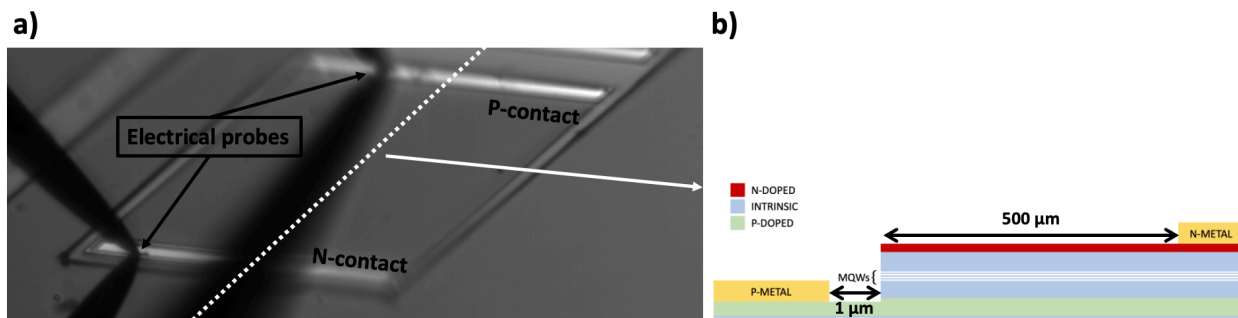 a)
Electrical probes
P-contact
N-contact
b)
N-DOPED
INTRINSIC
P-DOPED
500 µm
N-METAL
MQWs {
P-METAL
1 µm